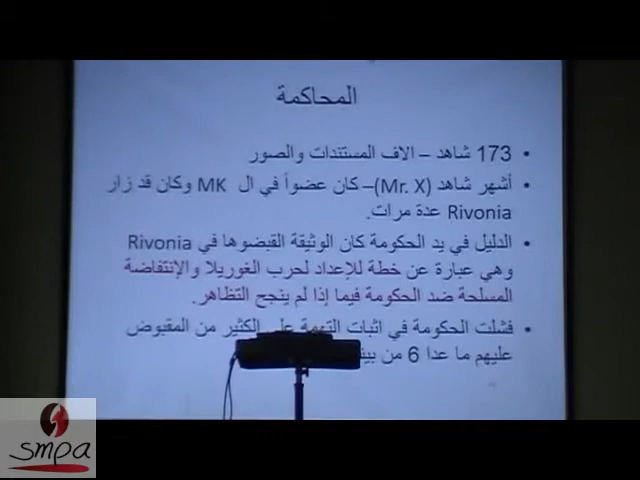 المحاكمة
• 173 شاهد – الاف المستندات والصور
• أشهر شاهد (Mr. X)– كان عضواً في ال MK وكان قد زار
Rivonia عدة مرات.
• الدليل في يد الحكومة كان الوثيقة القبضوها في Rivonia
وهي عبارة عن خطة للإعداد لحرب الغوريلا والإنتفاضة
المسلحة ضد الحكومة فيما إذا لم ينجح التظاهر.
• فشلت الحكومة في اثبات التهمة على الكثير من المقبوض
عليهم ما عدا 6 من
smpa